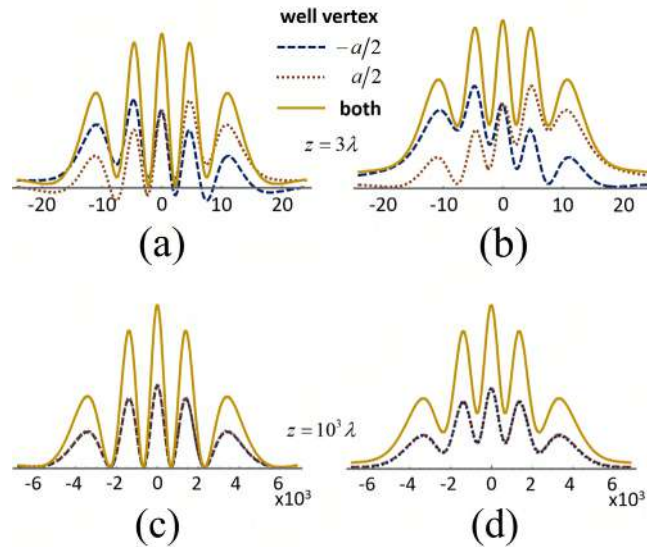 well vertex
−a/2
a/2
both
z = 3λ
-20 -10 0 10 20
-20 -10 0 10 20
(a)
(b)
z = 10³ λ
-6 -4 -2 0 2 4 6
x10³
-6 -4 -2 0 2 4 6
x10³
(c)
(d)